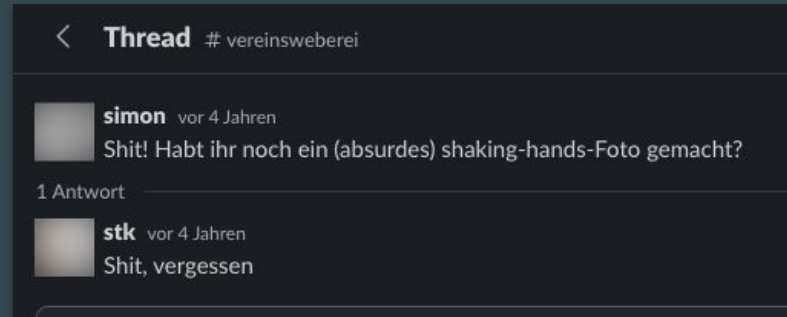 Thread # vereinsweberei
simon vor 4 Jahren
Shit! Habt ihr noch ein (absurdes) shaking-hands-Foto gemacht?
1 Antwort
stk vor 4 Jahren
Shit, vergessen